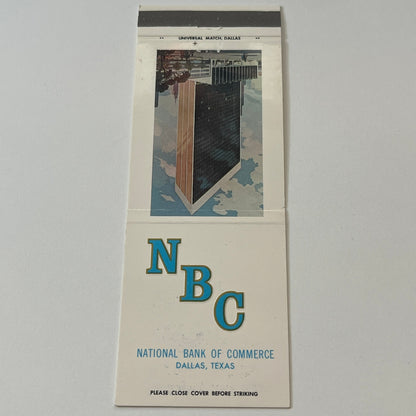 UNIVERSAL MATCH, DALLAS
NBC
NATIONAL BANK OF COMMERCE
DALLAS, TEXAS
PLEASE CLOSE COVER BEFORE STRIKING